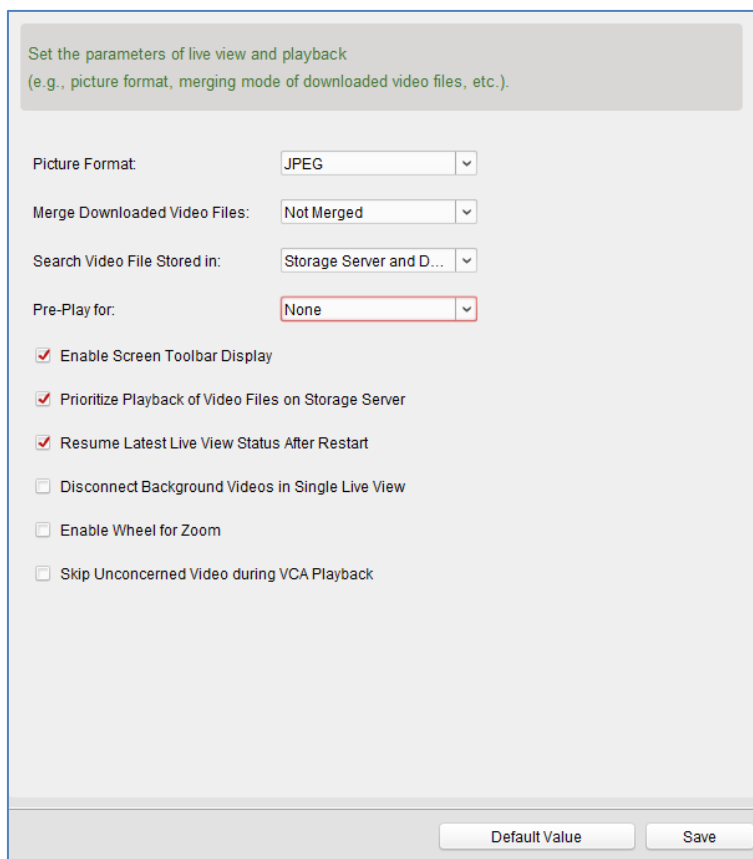 Set the parameters of live view and playback
(e.g., picture format, merging mode of downloaded video files, etc.).
Picture Format: JPEG
Merge Downloaded Video Files: Not Merged
Search Video File Stored in: Storage Server and D...
Pre-Play for: None
Enable Screen Toolbar Display
Prioritize Playback of Video Files on Storage Server
Resume Latest Live View Status After Restart
Disconnect Background Videos in Single Live View
Enable Wheel for Zoom
Skip Unconcerned Video during VCA Playback
Default Value Save